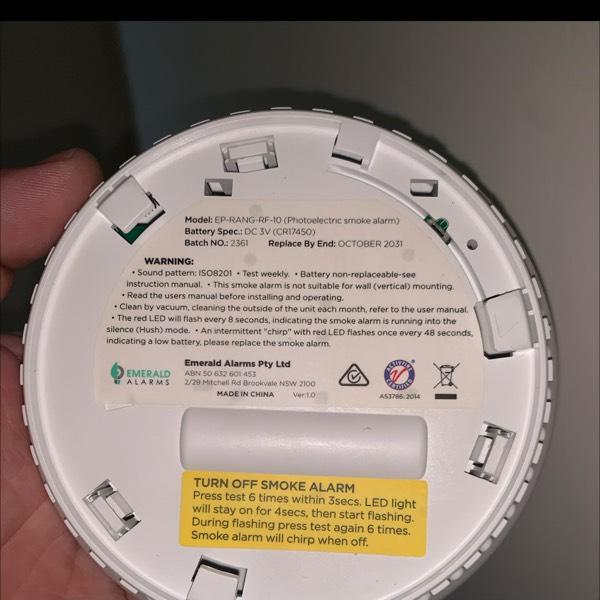 Model: EP-RANG-RF-10 (Photoelectric smoke alarm)
Battery Spec.: DC 3V (CR17450)
Batch NO.: 2361 Replace By End: OCTOBER 2031
WARNING:
• Sound pattern: ISO8201 • Test weekly. • Battery non-replaceable-see
instruction manual. • This smoke alarm is not suitable for wall (vertical) mounting.
• Read the users manual before installing and operating.
• Clean by vacuum, cleaning the outside of the unit each month, refer to the user manual.
• The red LED will flash every 8 seconds, indicating the smoke alarm is running into the
silence (Hush) mode. • An intermittent "chirp" with red LED flashes once every 48 seconds,
indicating a low battery, please replace the smoke alarm.
EMERALD
ALARMS
Emerald Alarms Pty Ltd
ABN 50 632 601 453
2/28 Mitchell Rd Brookvale NSW 2100
MADE IN CHINA Ver:1.0
ACTIVFIRE
CERTIFIED
AS3786: 2014
TURN OFF SMOKE ALARM
Press test 6 times within 3secs. LED light
will stay on for 4secs, then start flashing.
During flashing press test again 6 times.
Smoke alarm will chirp when off.